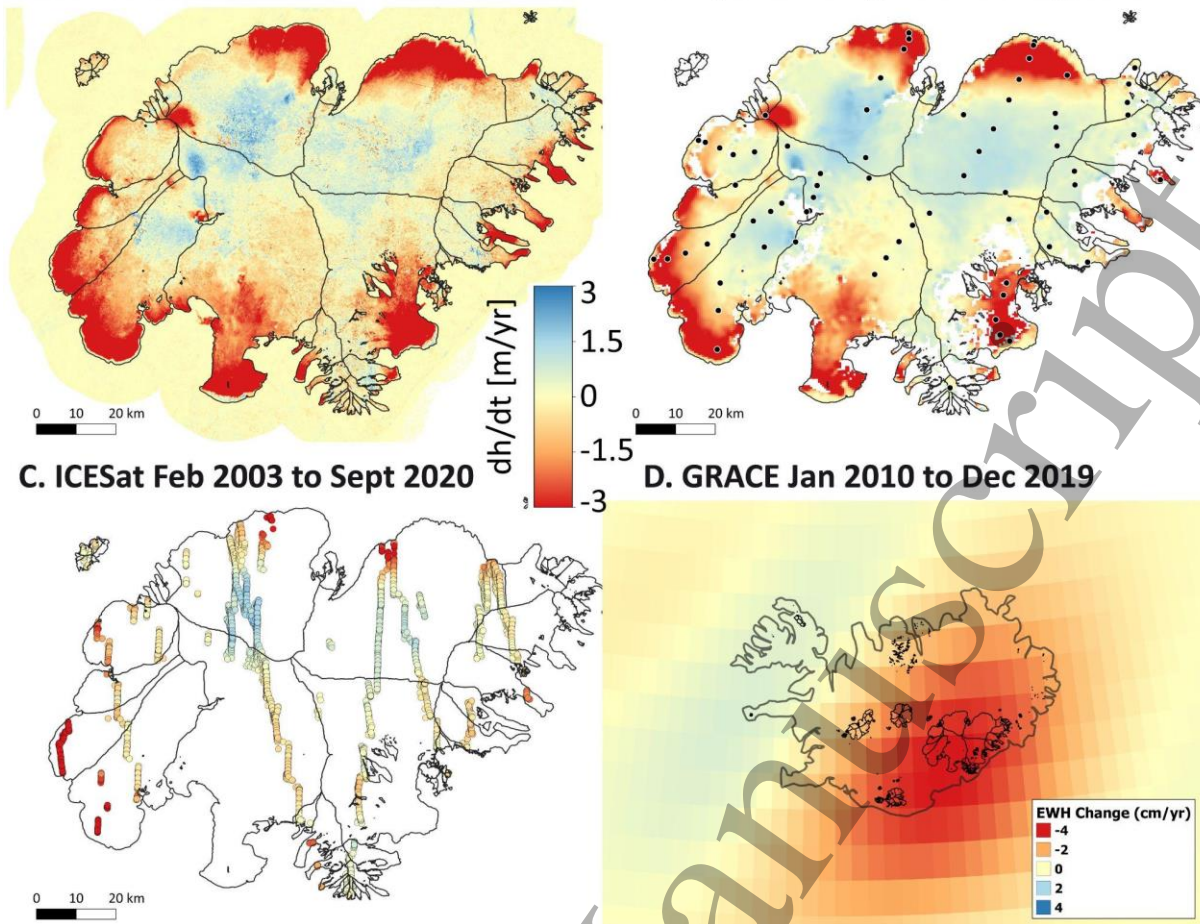 3
1.5
0
-1.5
-3
dh/dt [m/yr]
0 10 20 km
0 10 20 km
C. ICESat Feb 2003 to Sept 2020
D. GRACE Jan 2010 to Dec 2019
0 10 20 km
EWH Change (cm/yr)
-4
-2
0
2
4
anuscript